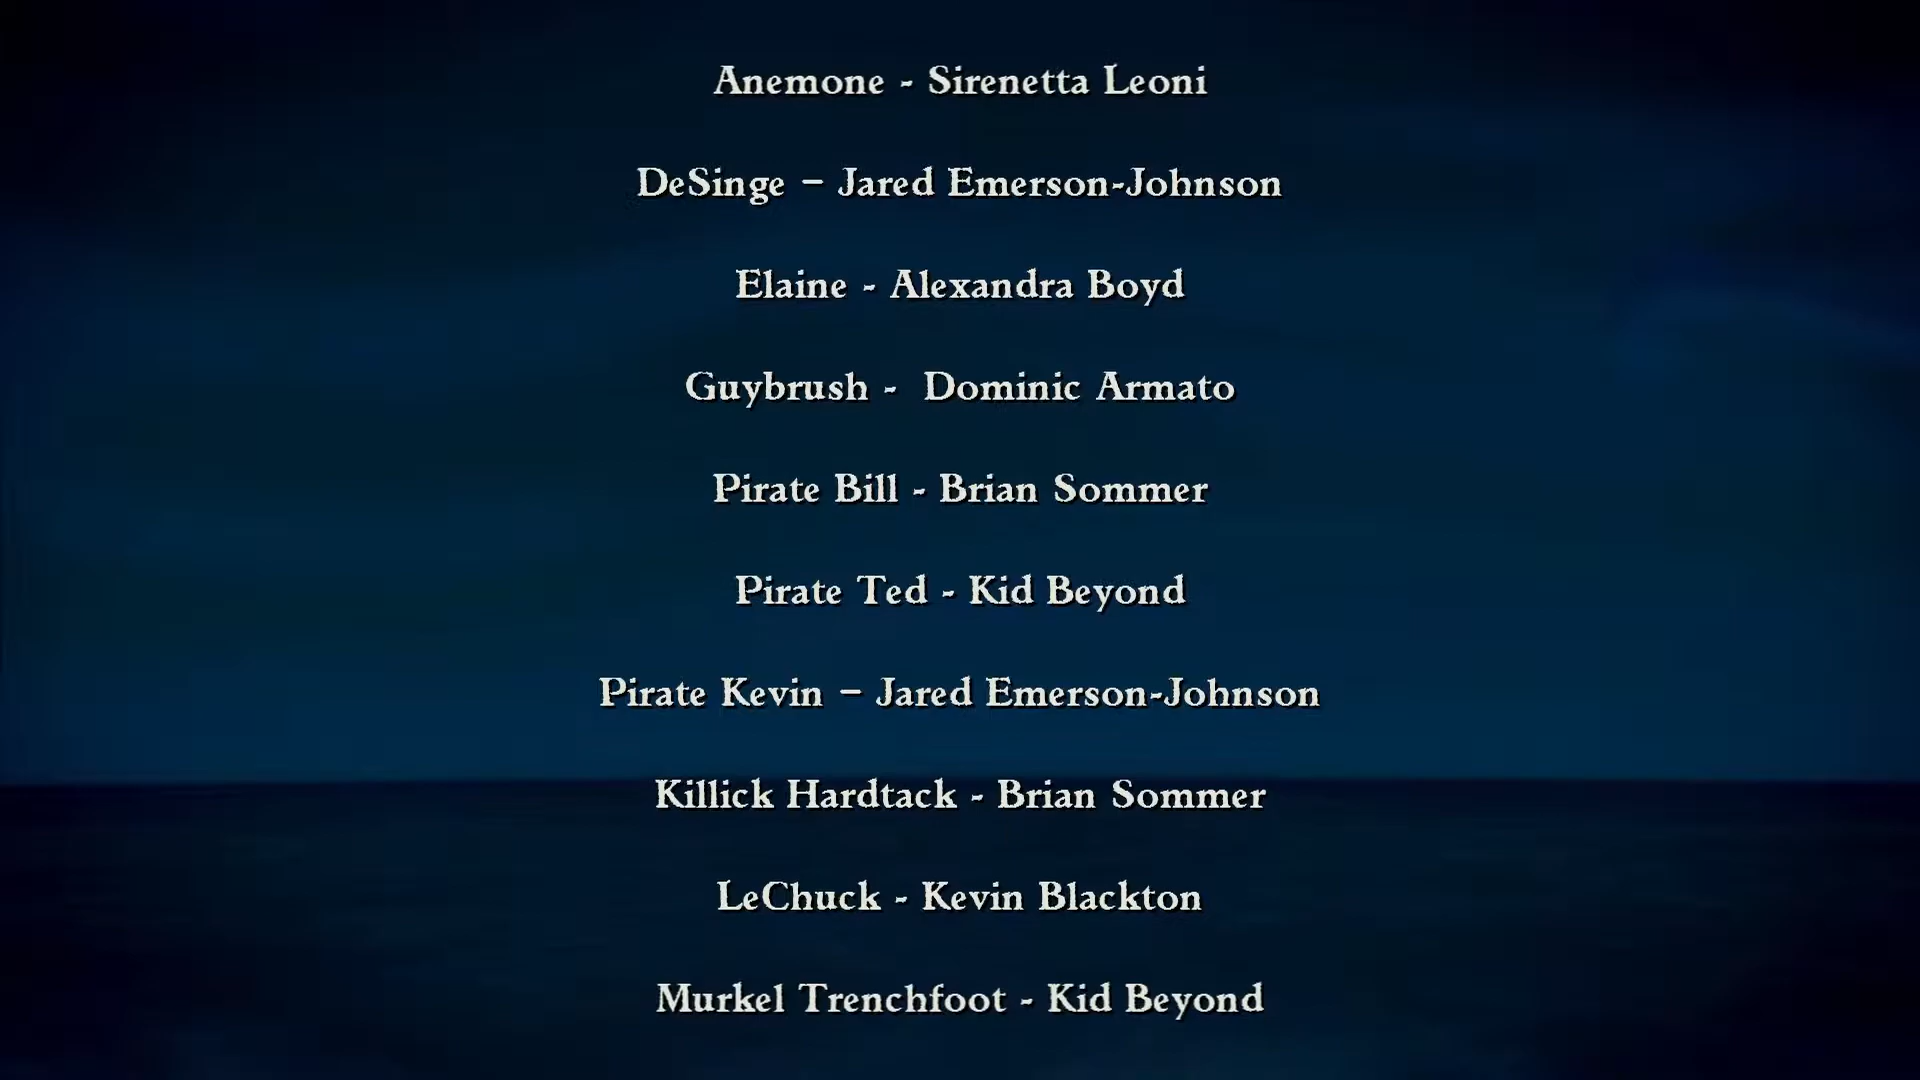 Anemone - Sirenetta Leoni
DeSinge – Jared Emerson-Johnson
Elaine - Alexandra Boyd
Guybrush -  Dominic Armato
Pirate Bill - Brian Sommer
Pirate Ted - Kid Beyond
Pirate Kevin – Jared Emerson-Johnson
Killick Hardtack - Brian Sommer
LeChuck - Kevin Blackton
Murkel Trenchfoot - Kid Beyond